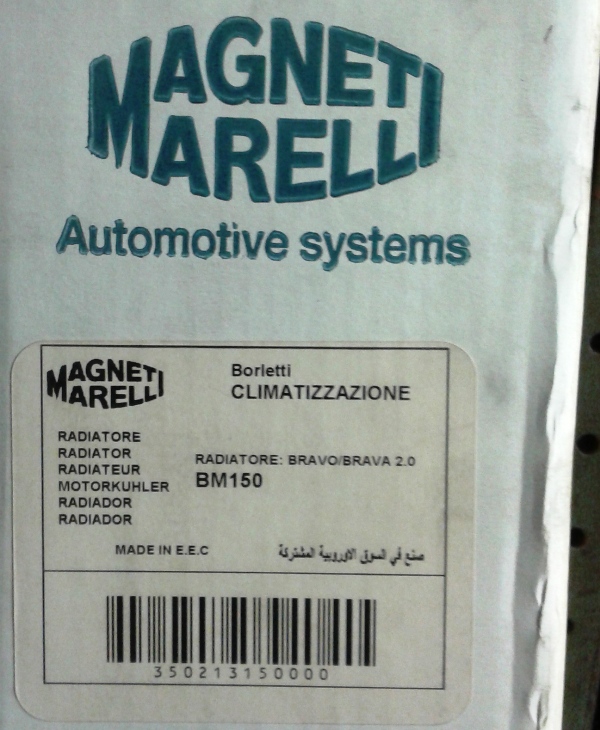 MAGNETI
MARELLI
Automotive systems
MAGNETI
MARELLI
Borletti
CLIMATIZZAZIONE
RADIATORE
RADIATOR
RADIATEUR
MOTORKUHLER
RADIADOR
RADIADOR
RADIATORE: BRAVO/BRAVA 2.0
BM150
MADE IN E.E.C
صنع في السوق الاوروبية المشتركة
350213150000